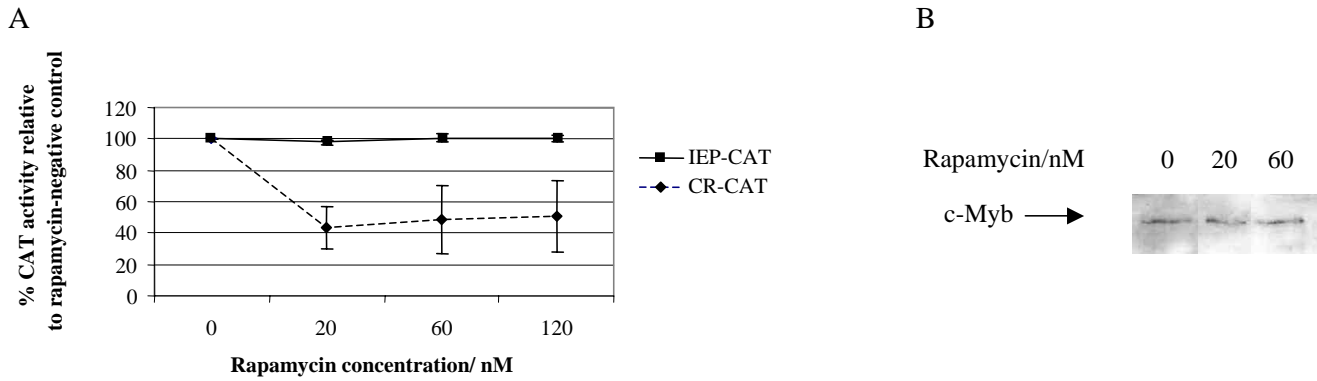 A
% CAT activity relative
to rapamycin-negative control
120
100
80
60
40
20
0
0 20 60 120
Rapamycin concentration/ nM
IEP-CAT
CR-CAT
B
Rapamycin/nM 0 20 60
c-Myb